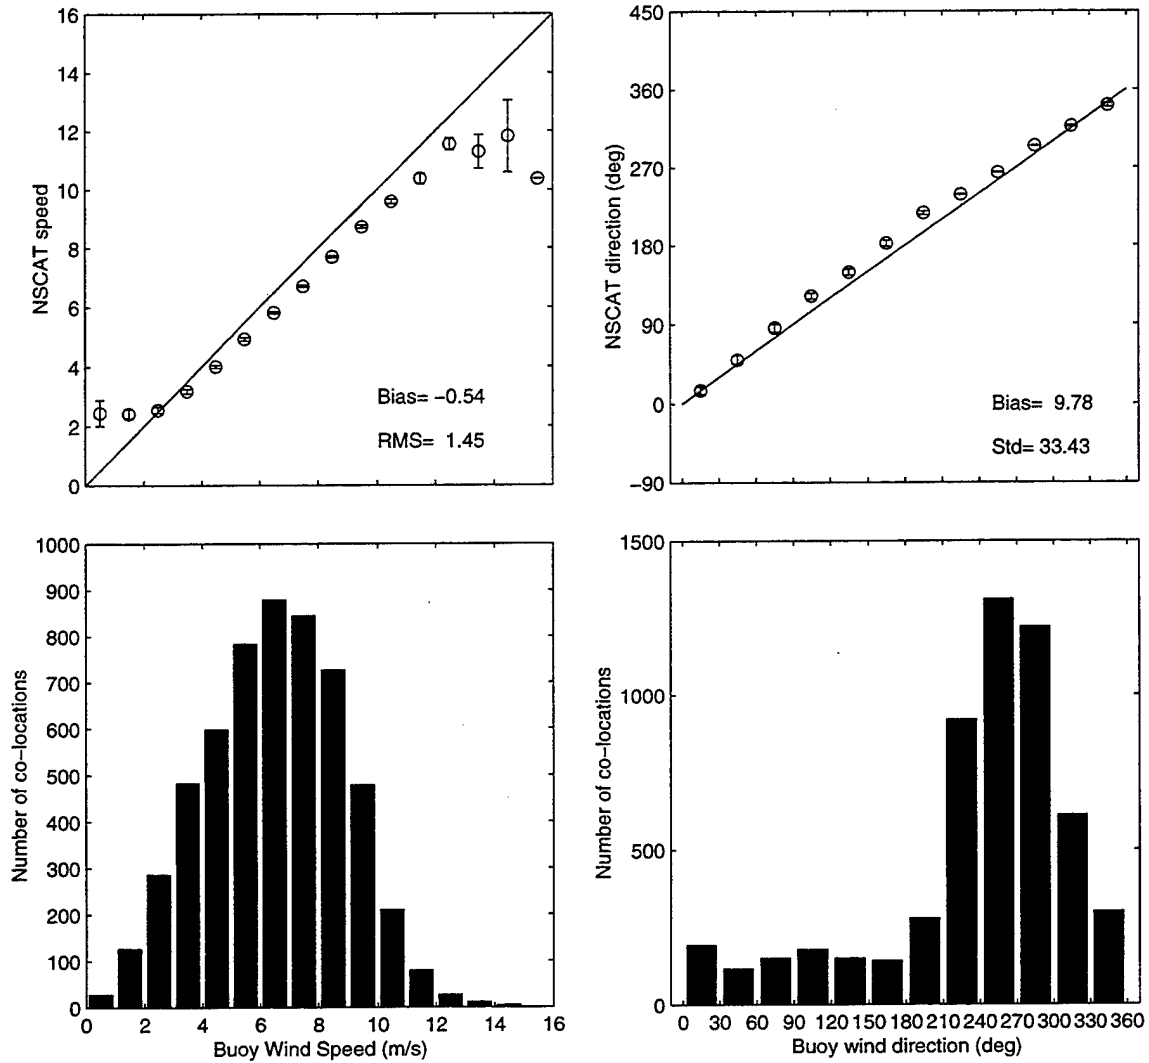 16
14
12
10
8
6
4
2
0
NSCAT speed
Bias= −0.54
RMS= 1.45
450
360
270
180
90
0
−90
NSCAT direction (deg)
Bias= 9.78
Std= 33.43
1000
900
800
700
600
500
400
300
200
100
0
Number of co−locations
0 2 4 6 8 10 12 14 16
Buoy Wind Speed (m/s)
1500
1000
500
0
Number of co−locations
0 30 60 90 120 150 180 210 240 270 300 330 360
Buoy wind direction (deg)